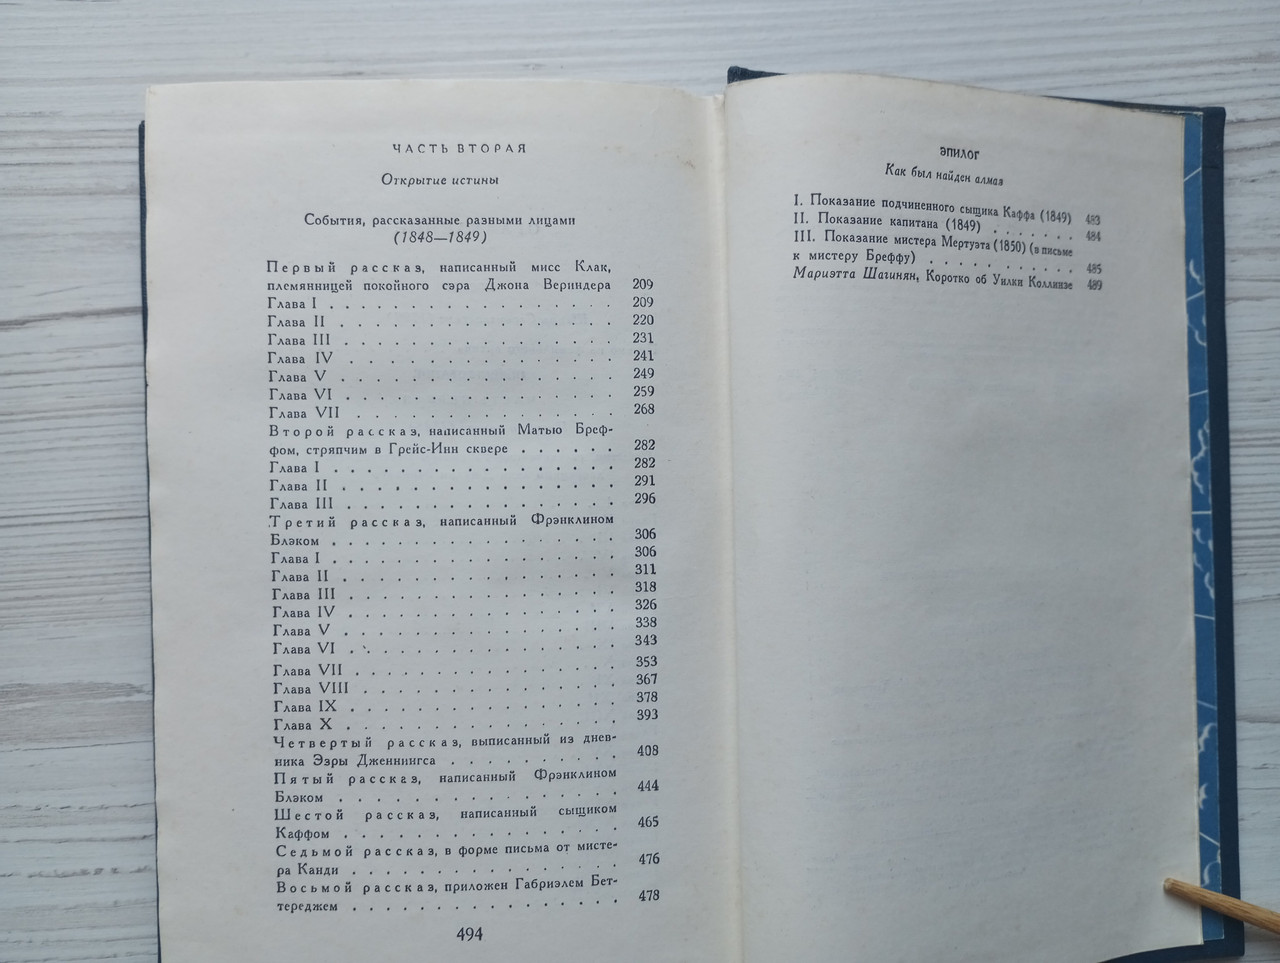 ЧАСТЬ ВТОРАЯ
Открытие истины
События, рассказанные разными лицами
(1848—1849)
Первый рассказ, написанный мисс Клак,
племянницей покойного сэра Джона Вериндера 209
Глава I . . . . . . . . . . . . . . . . 209
Глава II . . . . . . . . . . . . . . . . 220
Глава III . . . . . . . . . . . . . . . . 231
Глава IV . . . . . . . . . . . . . . . 241
Глава V . . . . . . . . . . . . . . . . 249
Глава VI . . . . . . . . . . . . . . . 259
Глава VII . . . . . . . . . . . . . . . 268
Второй рассказ, написанный Матью Бреф-
фом, стряпчим в Грейс-Инн сквере . . . . . . 282
Глава I . . . . . . . . . . . . . . . . 282
Глава II . . . . . . . . . . . . . . . . 291
Глава III . . . . . . . . . . . . . . . . 296
Третий рассказ, написанный Фрэнклином
Блэком . . . . . . . . . . . . . . . . 306
Глава I . . . . . . . . . . . . . . . . 306
Глава II . . . . . . . . . . . . . . . . 311
Глава III . . . . . . . . . . . . . . . . 318
Глава IV . . . . . . . . . . . . . . . 326
Глава V . . . . . . . . . . . . . . . . 338
Глава VI . . . . . . . . . . . . . . . 343
Глава VII . . . . . . . . . . . . . . . 353
Глава VIII . . . . . . . . . . . . . . . 367
Глава IX . . . . . . . . . . . . . . . 378
Глава X . . . . . . . . . . . . . . . . 393
Четвертый рассказ, выписанный из днев-
ника Эзры Дженнингса . . . . . . . . . . 408
Пятый рассказ, написанный Фрэнклином
Блэком . . . . . . . . . . . . . . . . 444
Шестой рассказ, написанный сыщиком
Каффом . . . . . . . . . . . . . . . . 465
Седьмой рассказ, в форме письма от мисте-
ра Канди . . . . . . . . . . . . . . . 476
Восьмой рассказ, приложен Габриэлем Бет-
тереджем . . . . . . . . . . . . . . . 478
494
ЭПИЛОГ
Как был найден алмаз
I. Показание подчиненного сыщика Каффа (1849) 483
II. Показание капитана (1849) . . . . . . . 484
III. Показание мистера Мертуэта (1850) (в письме
к мистеру Бреффу) . . . . . . . . . . . 485
Мариэтта Шагинян, Коротко об Уилки Коллинзе 489